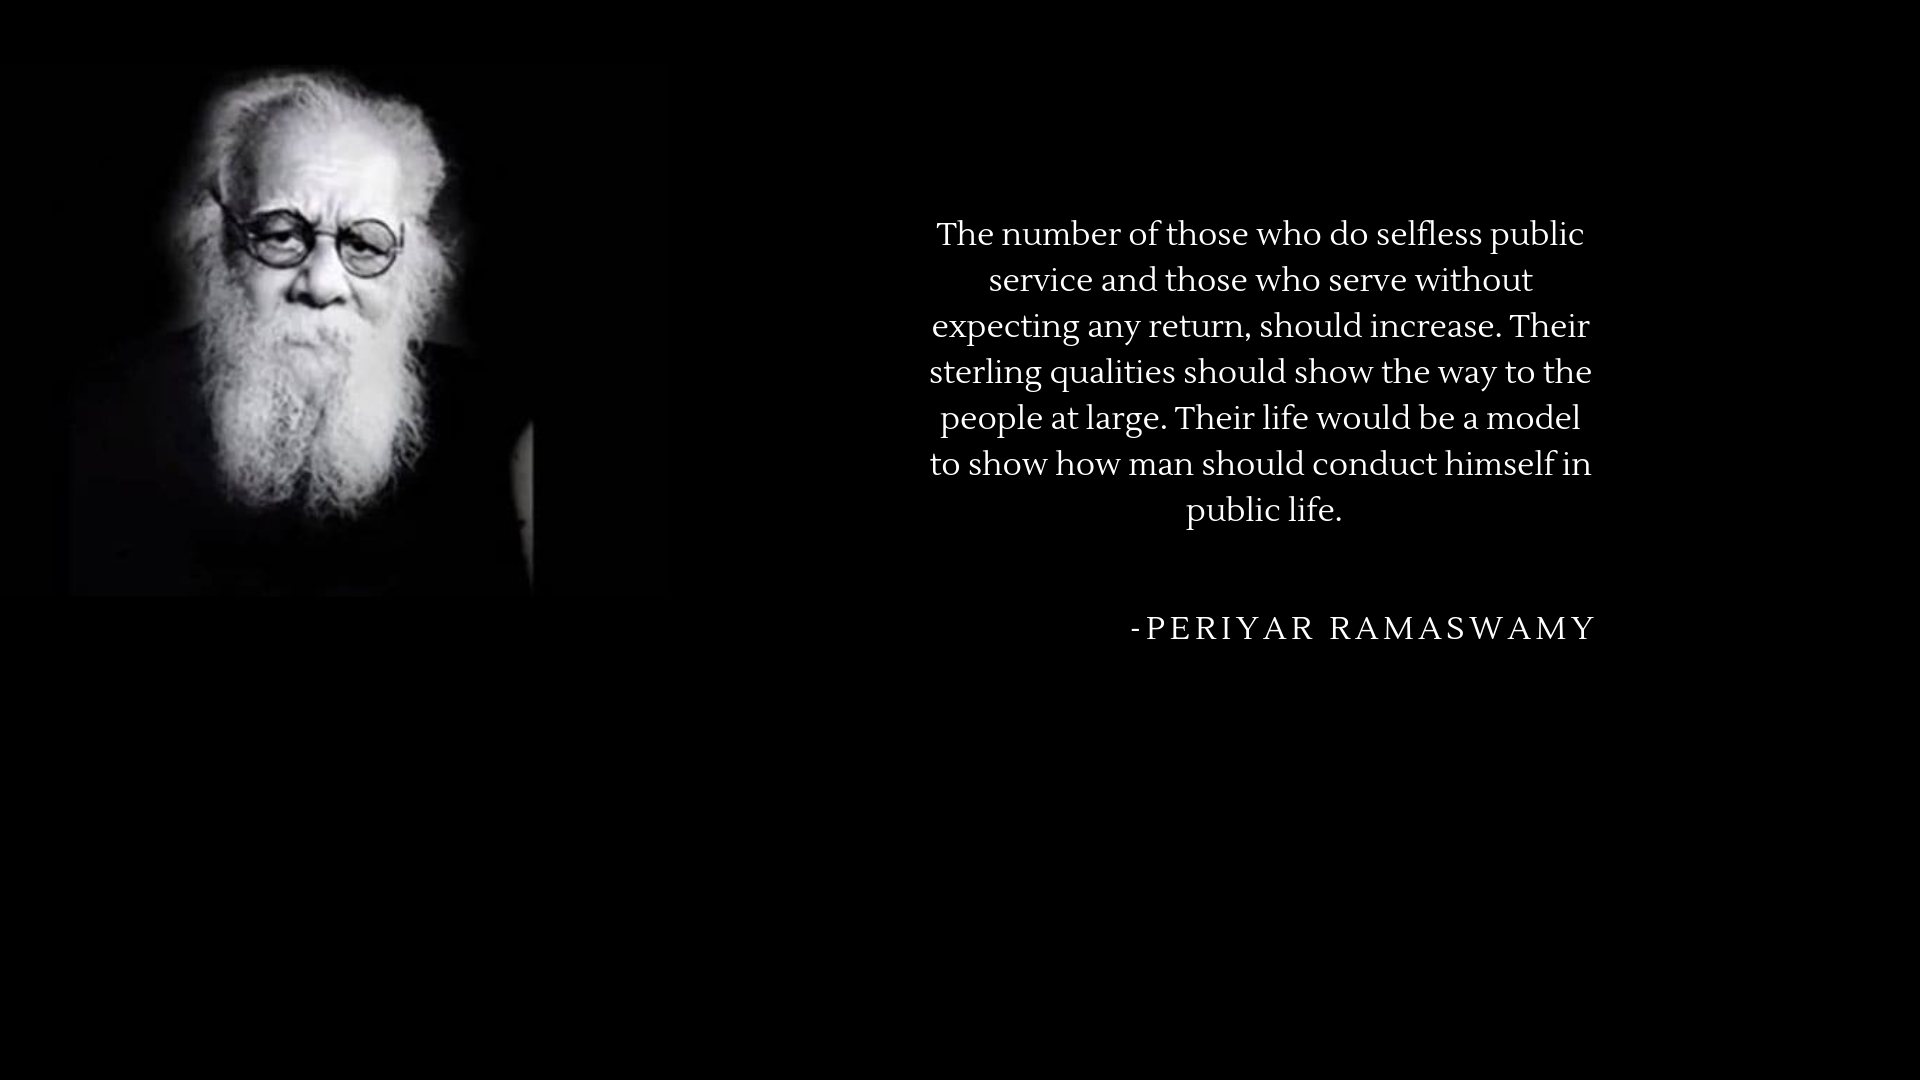 The number of those who do selfless public
service and those who serve without
expecting any return, should increase. Their
sterling qualities should show the way to the
people at large. Their life would be a model
to show how man should conduct himself in
public life.
-PERIYAR RAMASWAMY